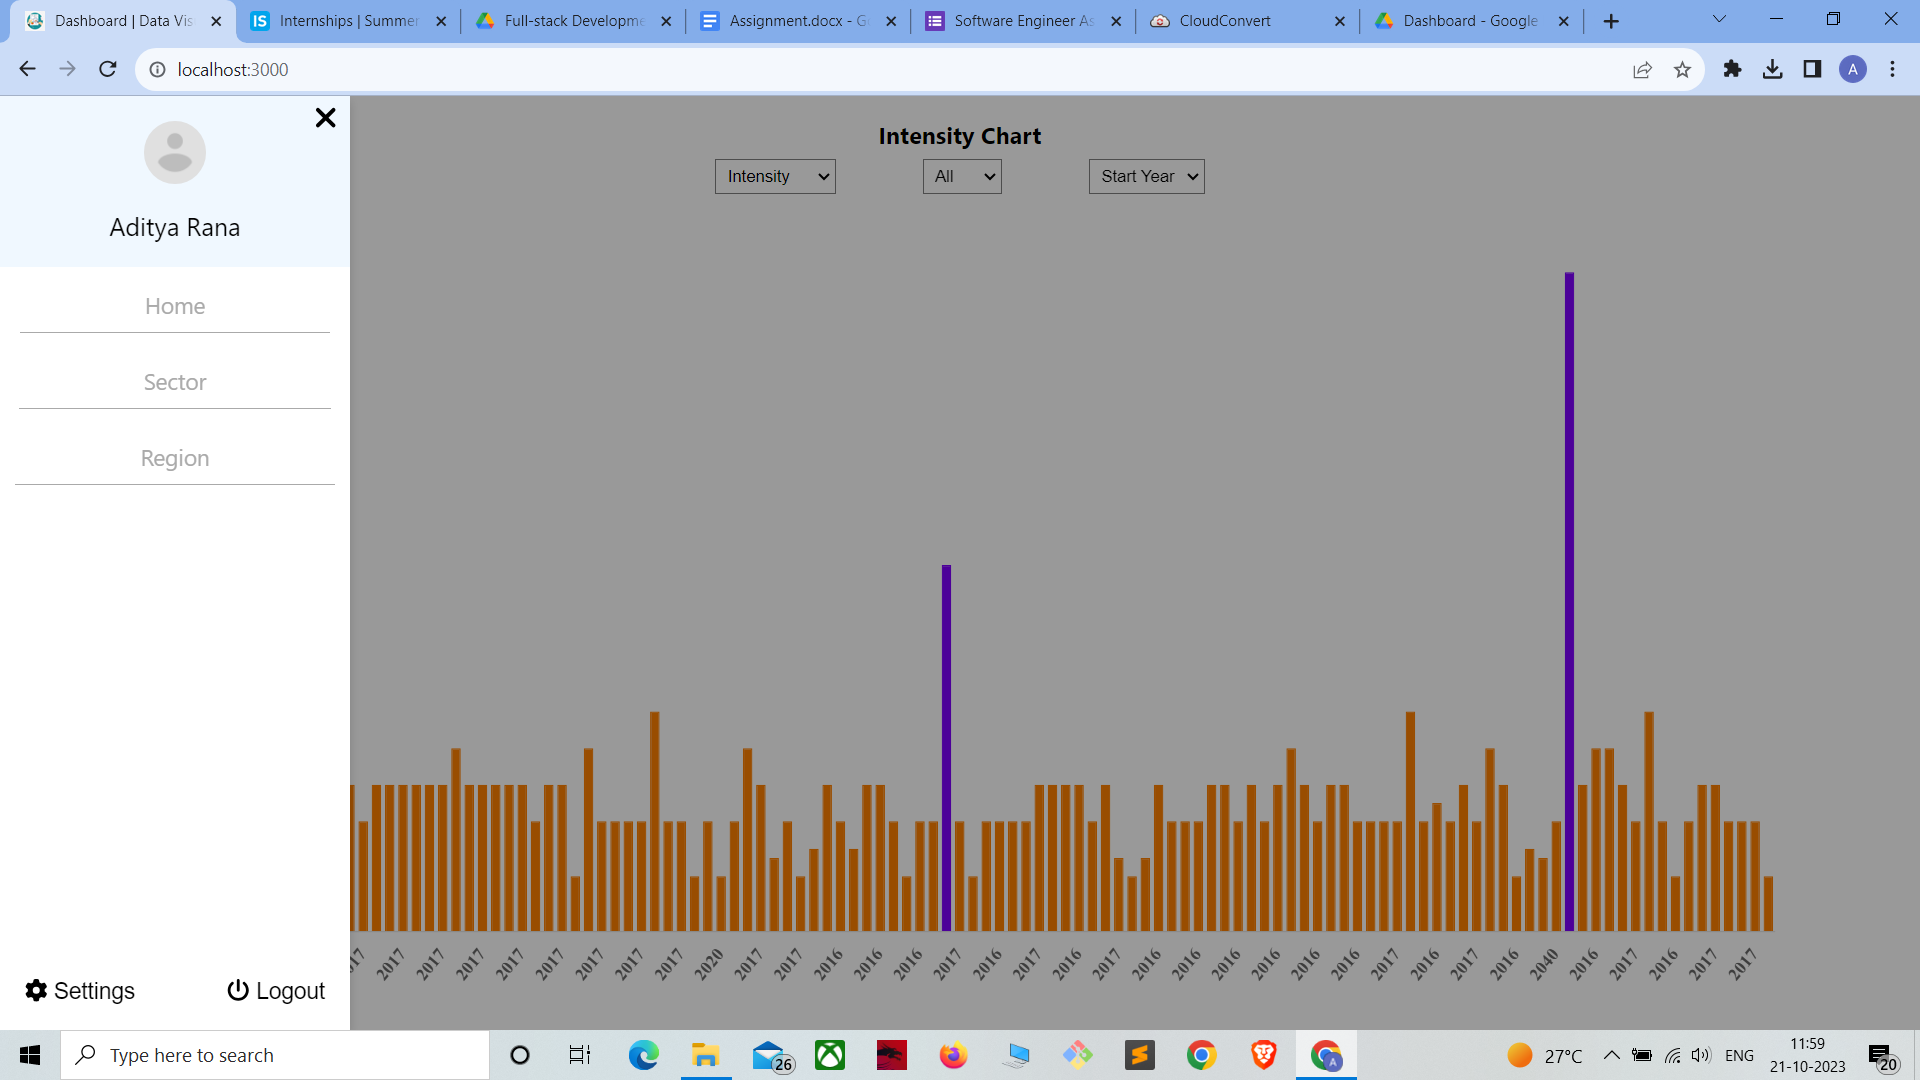 Dashboard | Data Vis
Internships | Summer
Full-stack Developme
Assignment.docx - G
Software Engineer As
CloudConvert
Dashboard - Google
localhost:3000
A
Aditya Rana
Home
Sector
Region
Settings
Logout
Intensity Chart
Intensity
All
Start Year
2017 2017 2017 2017 2017 2017 2017 2017 2020 2017 2017 2016 2016 2016 2017 2016 2017 2016 2017 2016 2016 2016 2016 2016 2017 2016 2017 2016 2040 2016 2017 2016 2017 2017
Type here to search
26
27°C
ENG
11:59
21-10-2023
20